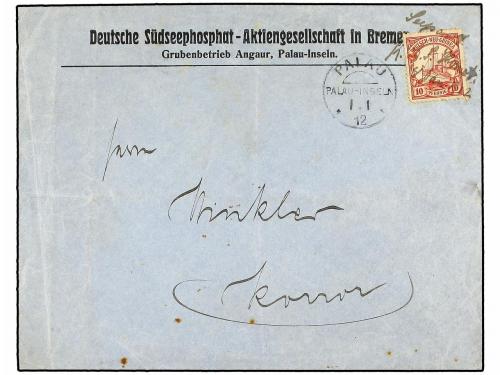 Deutsche Südseephosphat-Aktiengesellschaft in Bremen
Grubenbetrieb Angaur, Palau-Inseln.
PALAU
PALAU-INSELN
1.1
12
10 10
Herrn
Winkler
Korror